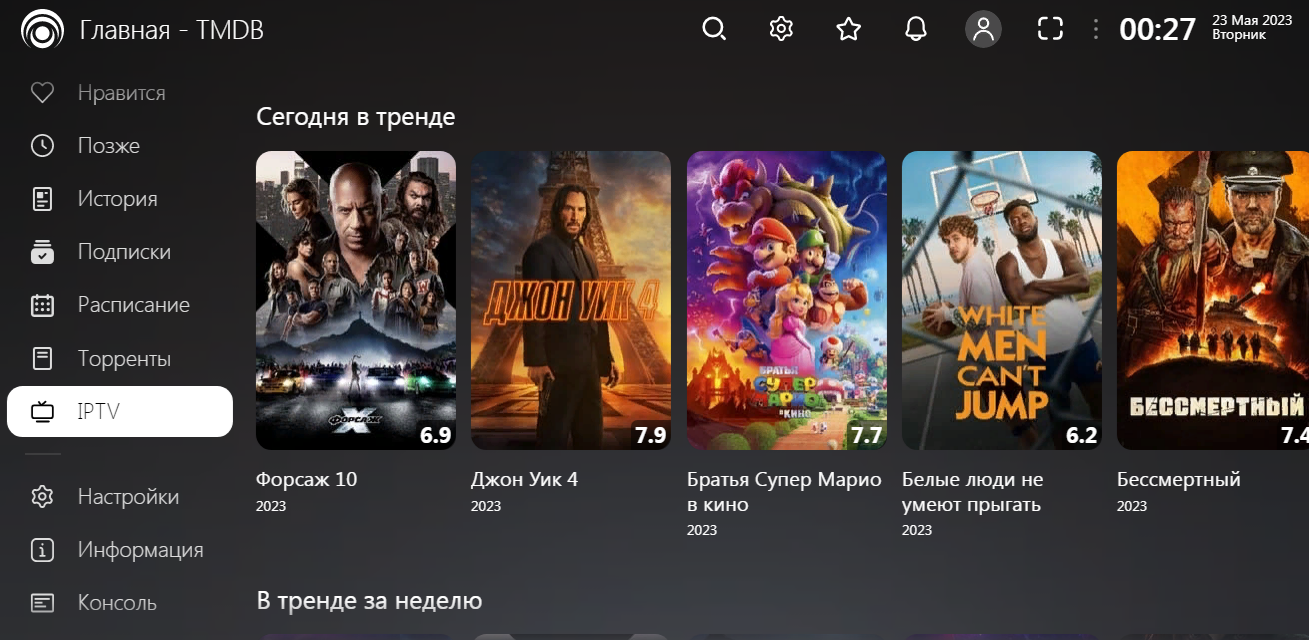 Главная - TMDB
00:27
23 Мая 2023
Вторник
Нравится
Позже
История
Подписки
Расписание
Торренты
IPTV
Настройки
Информация
Консоль
Сегодня в тренде
ФОРСАЖ
X
6.9
Форсаж 10
2023
ДЖОН УИК 4
7.9
Джон Уик 4
2023
БРАТЬЯ
СУПЕР
МАРИО
В КИНО
7.7
Братья Супер Марио
в кино
2023
WHITE
MEN
CAN'T
JUMP
6.2
Белые люди не
умеют прыгать
2023
БЕССМЕРТНЫЙ
7.4
Бессмертный
2023
В тренде за неделю